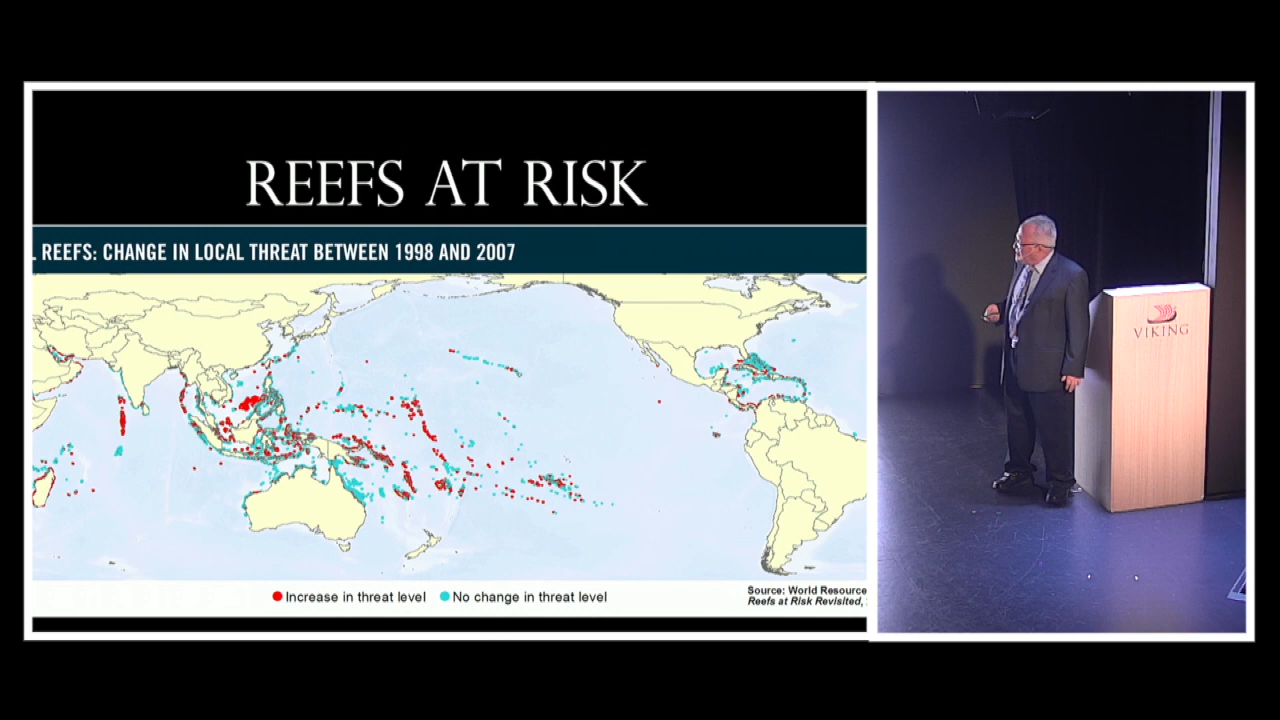 REEFS AT RISK
L REEFS: CHANGE IN LOCAL THREAT BETWEEN 1998 AND 2007
Increase in threat level
No change in threat level
Source: World Resource
Reefs at Risk Revisited,
VIKING